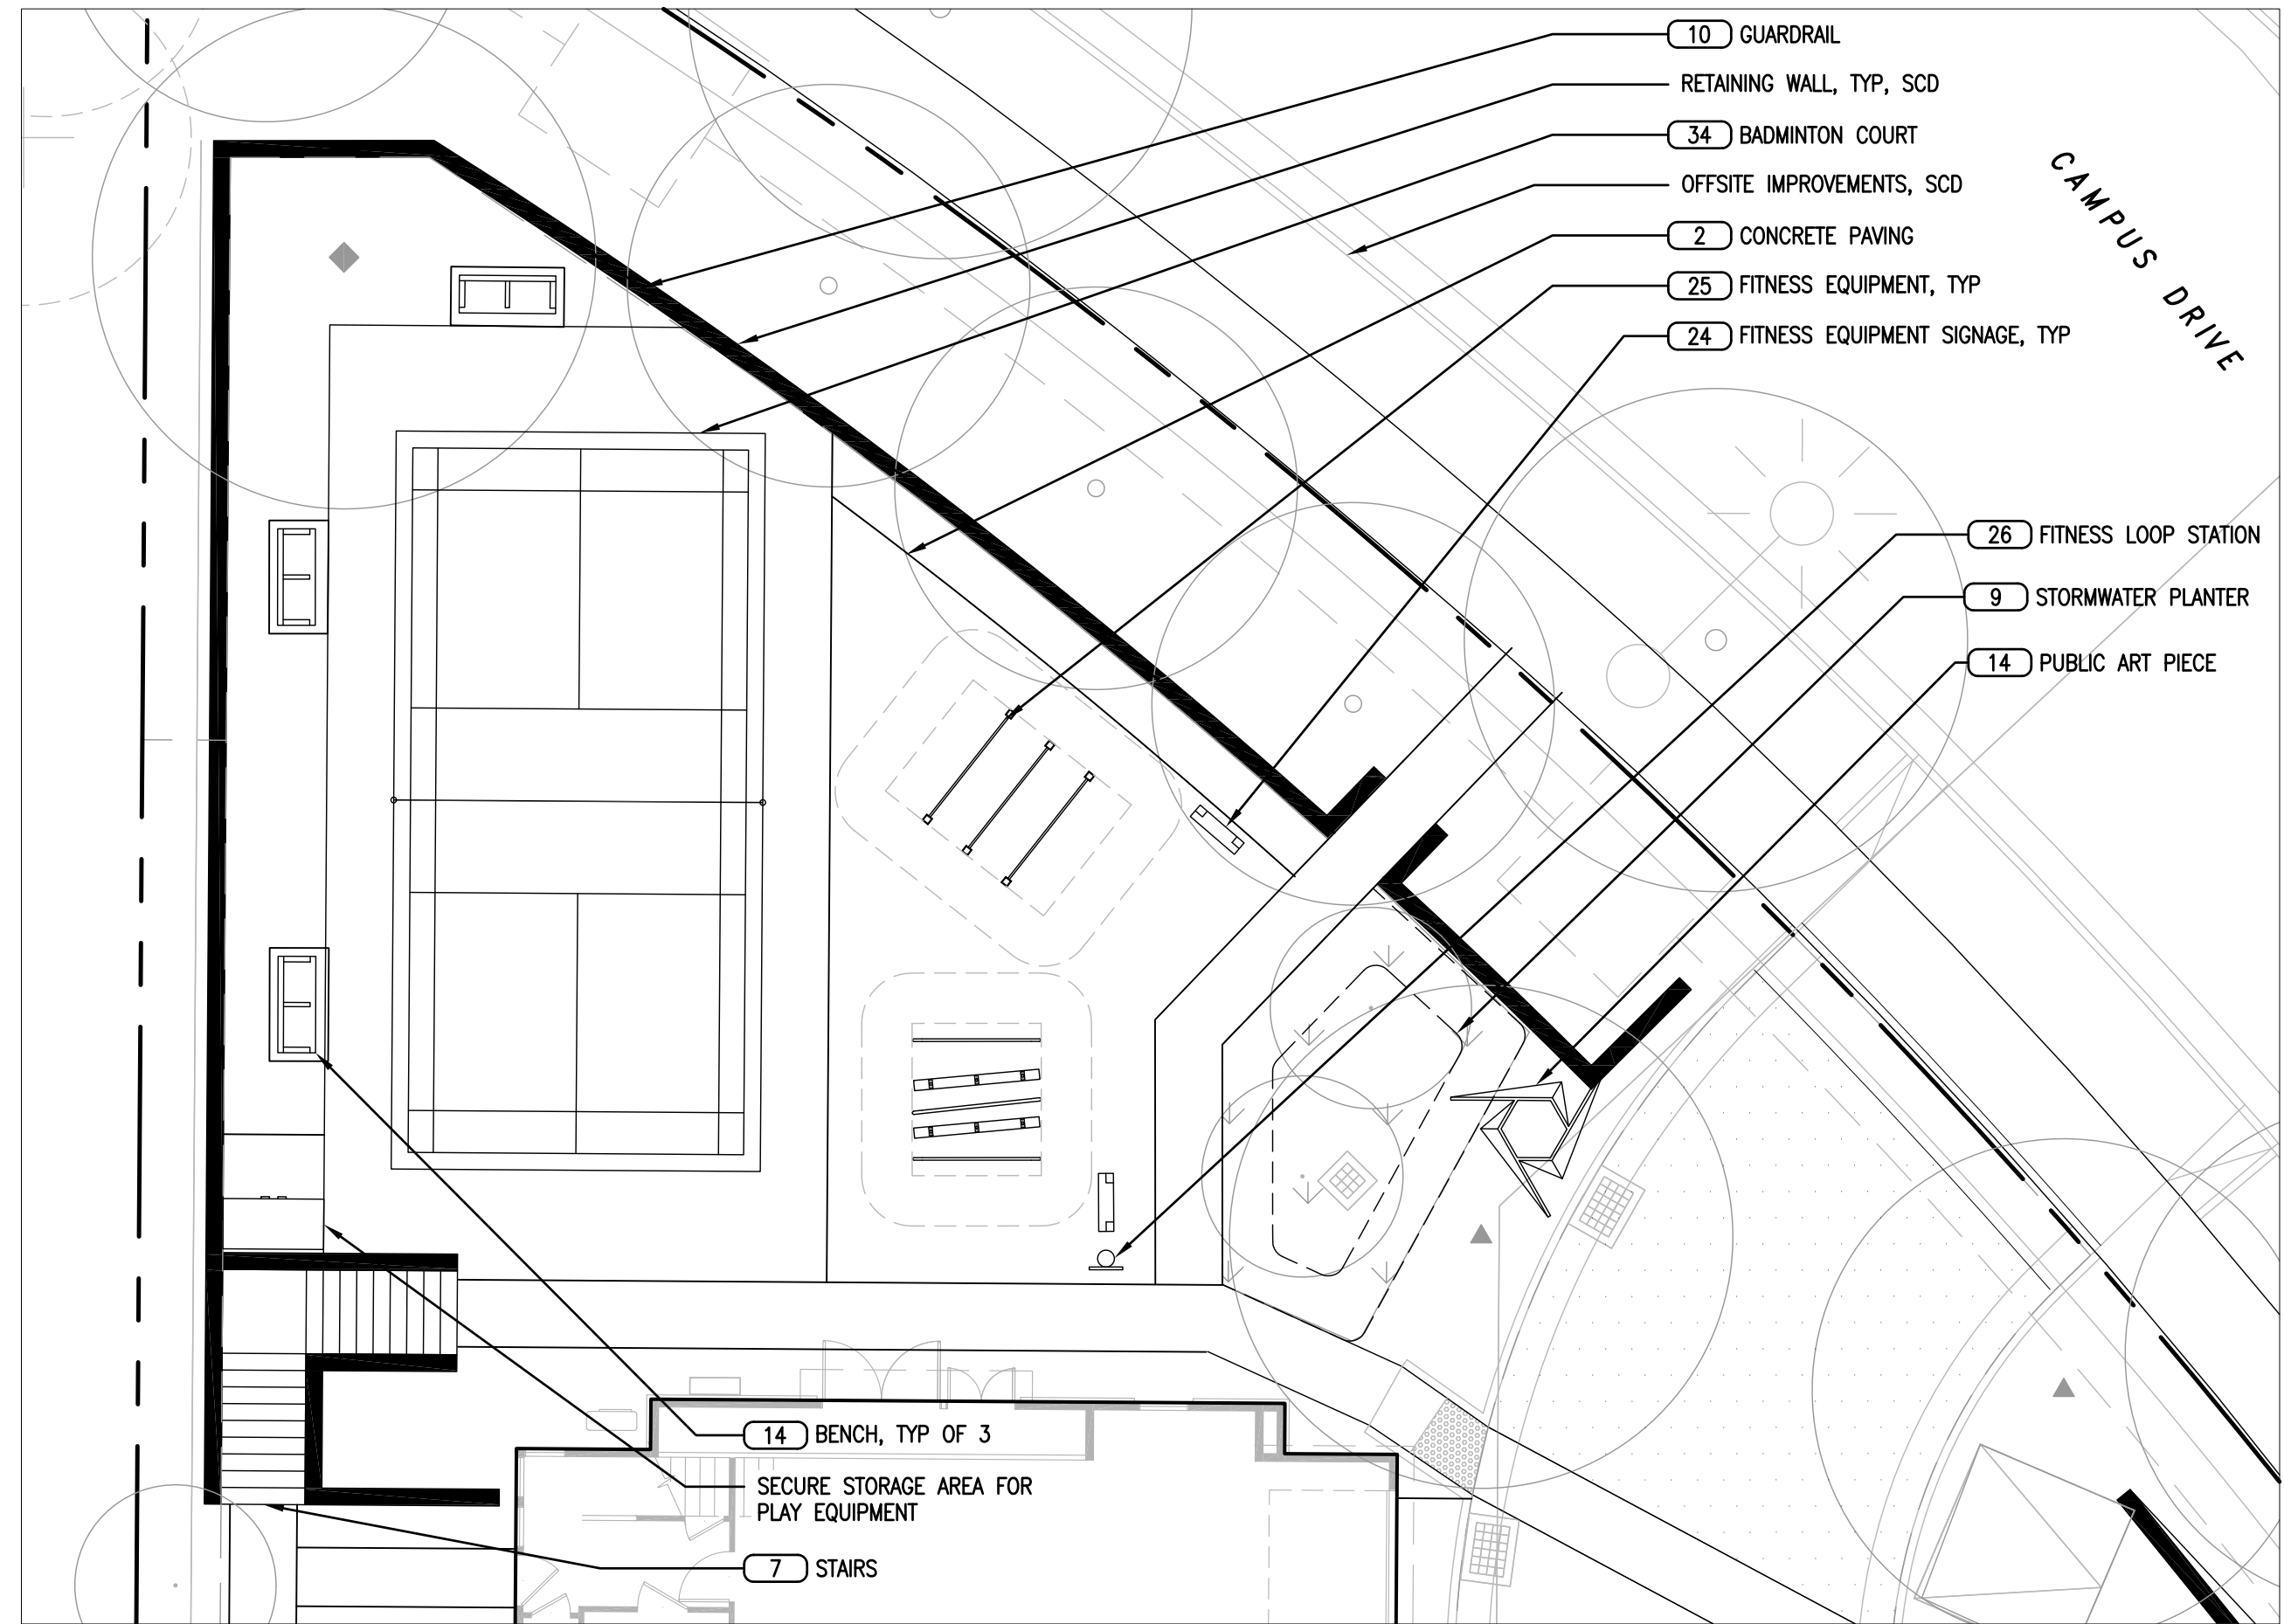 10 GUARDRAIL
RETAINING WALL, TYP, SCD
34 BADMINTON COURT
OFFSITE IMPROVEMENTS, SCD
2 CONCRETE PAVING
25 FITNESS EQUIPMENT, TYP
24 FITNESS EQUIPMENT SIGNAGE, TYP
CAMPUS DRIVE
26 FITNESS LOOP STATION
9 STORMWATER PLANTER
14 PUBLIC ART PIECE
14 BENCH, TYP OF 3
SECURE STORAGE AREA FOR
PLAY EQUIPMENT
7 STAIRS